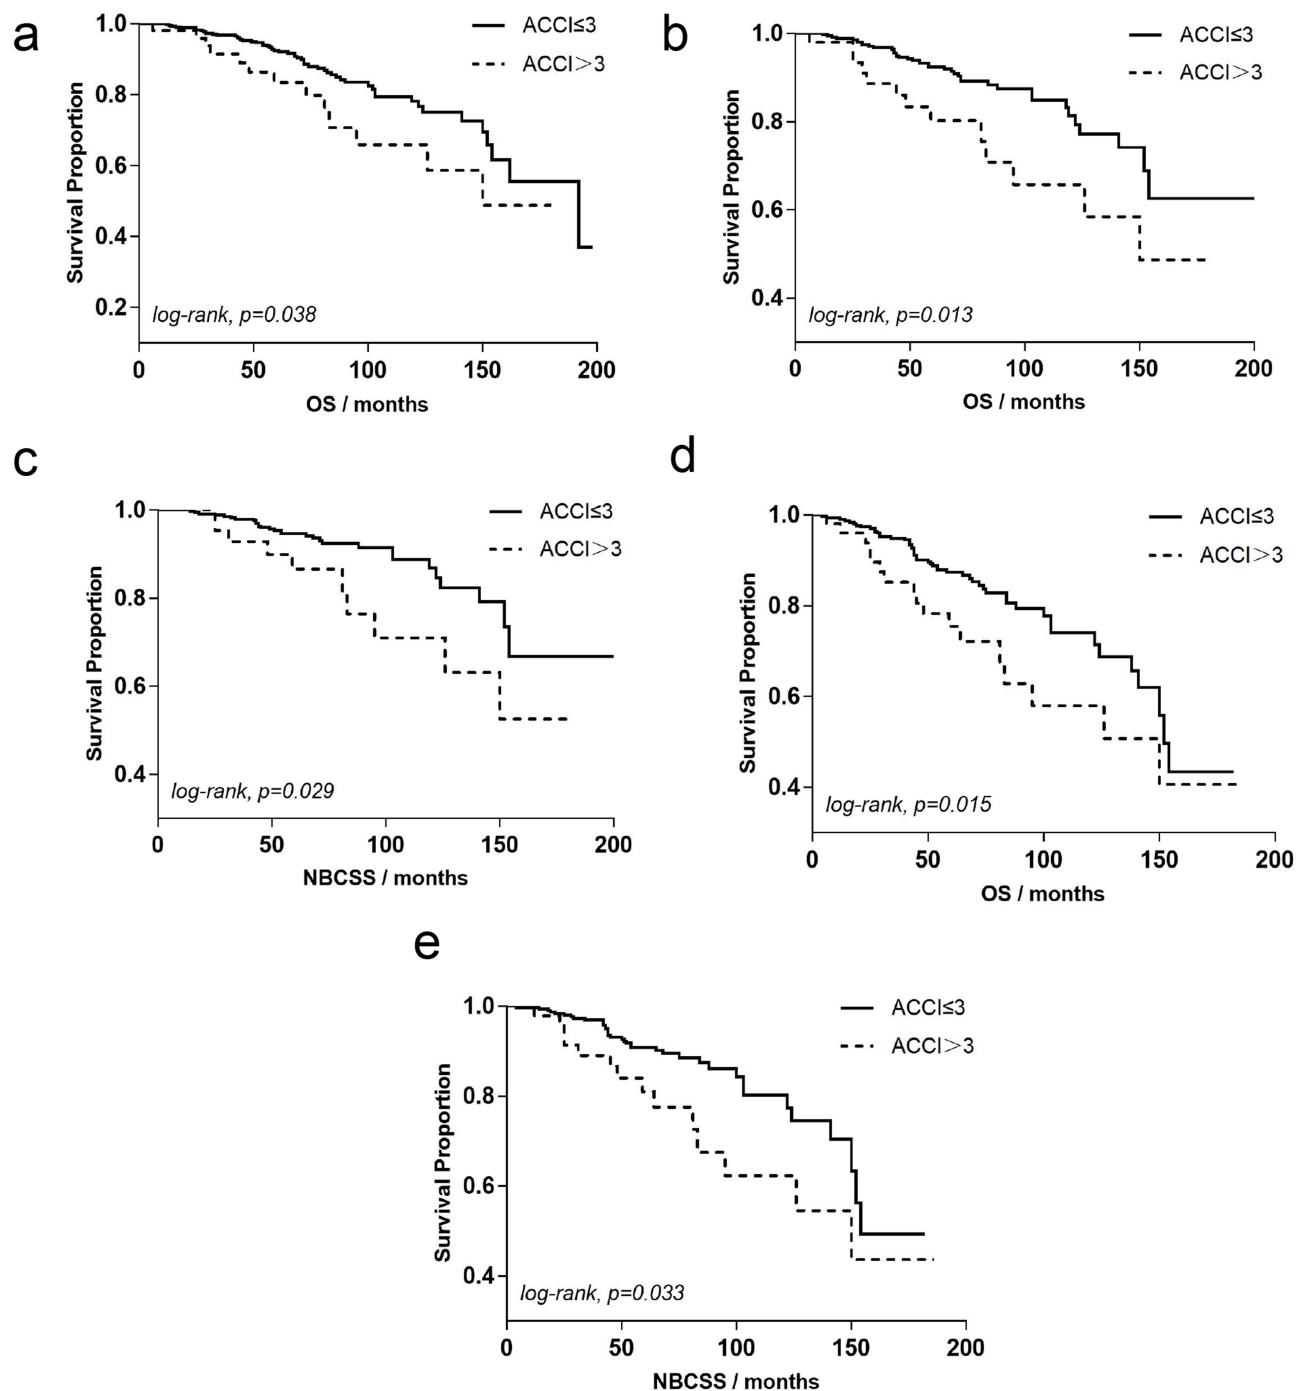 a
1.0
0.8
0.6
0.4
0.2
Survival Proportion
ACCI≤3
ACCI＞3
log-rank, p=0.038
0 50 100 150 200
OS / months
b
1.0
0.8
0.6
0.4
Survival Proportion
ACCI≤3
ACCI＞3
log-rank, p=0.013
0 50 100 150 200
OS / months
c
1.0
0.8
0.6
0.4
Survival Proportion
ACCI≤3
ACCI＞3
log-rank, p=0.029
0 50 100 150 200
NBCSS / months
d
1.0
0.8
0.6
0.4
Survival Proportion
ACCI≤3
ACCI＞3
log-rank, p=0.015
0 50 100 150 200
OS / months
e
1.0
0.8
0.6
0.4
Survival Proportion
ACCI≤3
ACCI＞3
log-rank, p=0.033
0 50 100 150 200
NBCSS / months